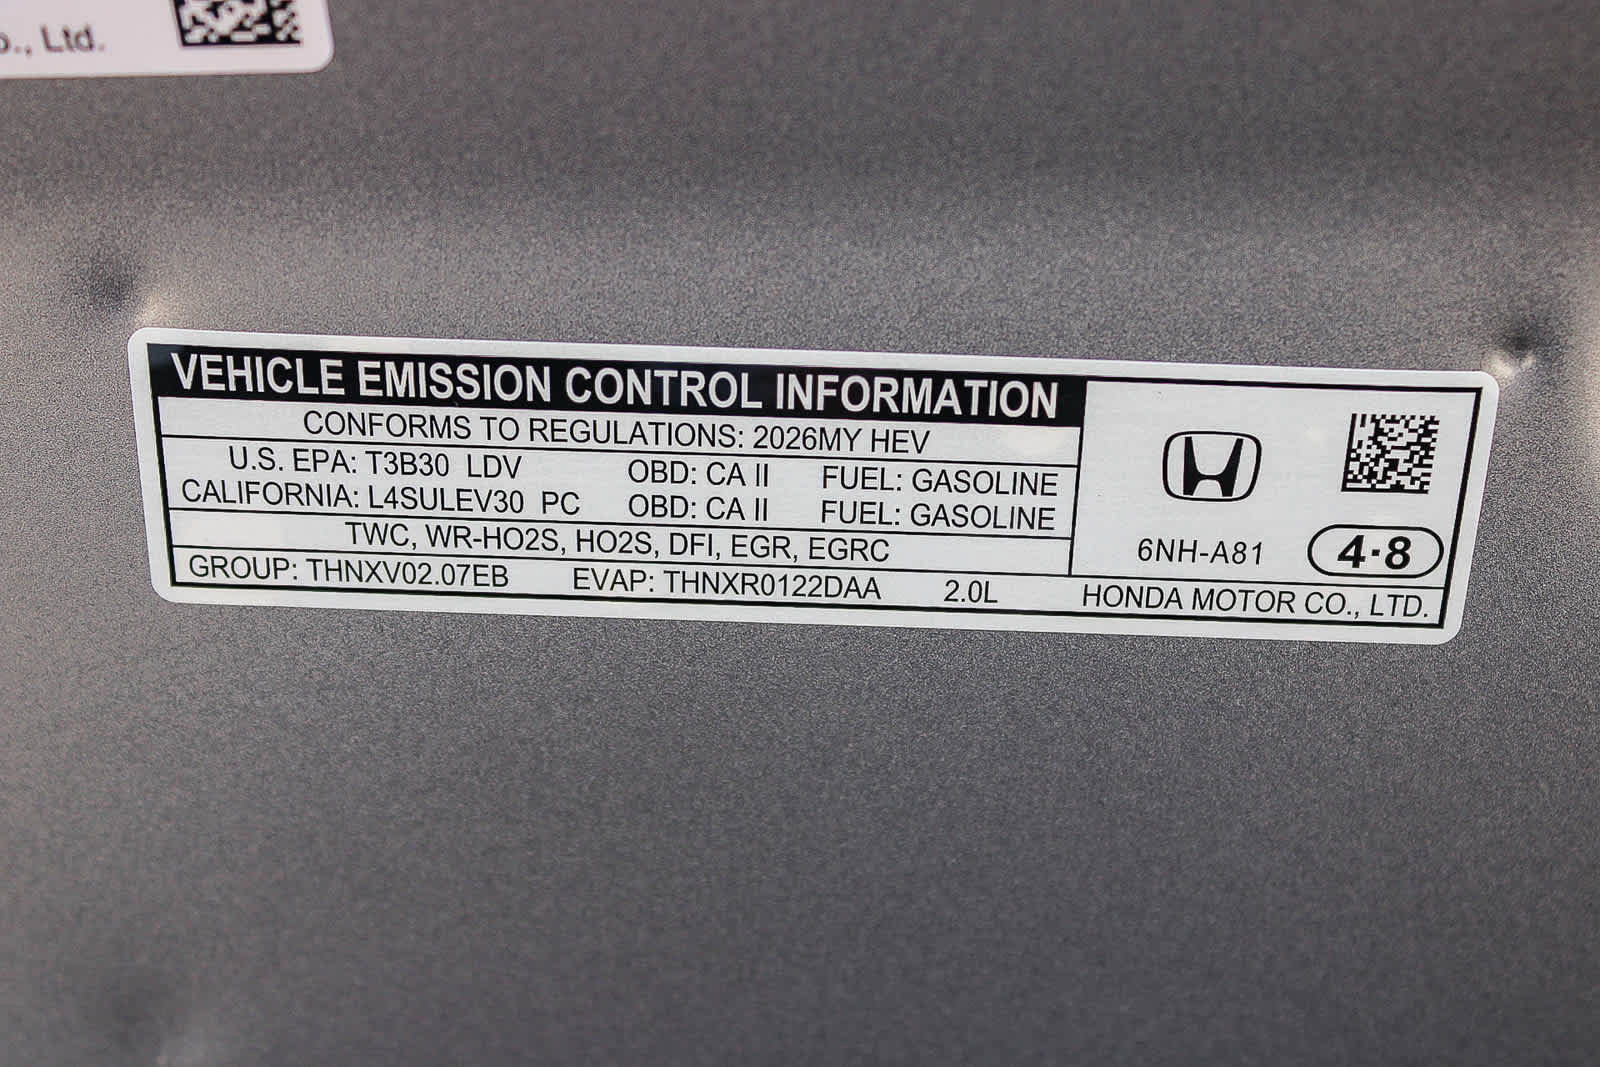 Ltd.
VEHICLE EMISSION CONTROL INFORMATION
CONFORMS TO REGULATIONS: 2026MY HEV
U.S. EPA: T3B30 LDV OBD: CA II FUEL: GASOLINE
CALIFORNIA: L4SULEV30 PC OBD: CA II FUEL: GASOLINE
TWC, WR-HO2S, HO2S, DFI, EGR, EGRC
GROUP: THNXV02.07EB EVAP: THNXR0122DAA 2.0L
6NH-A81 4·8
HONDA MOTOR CO., LTD.